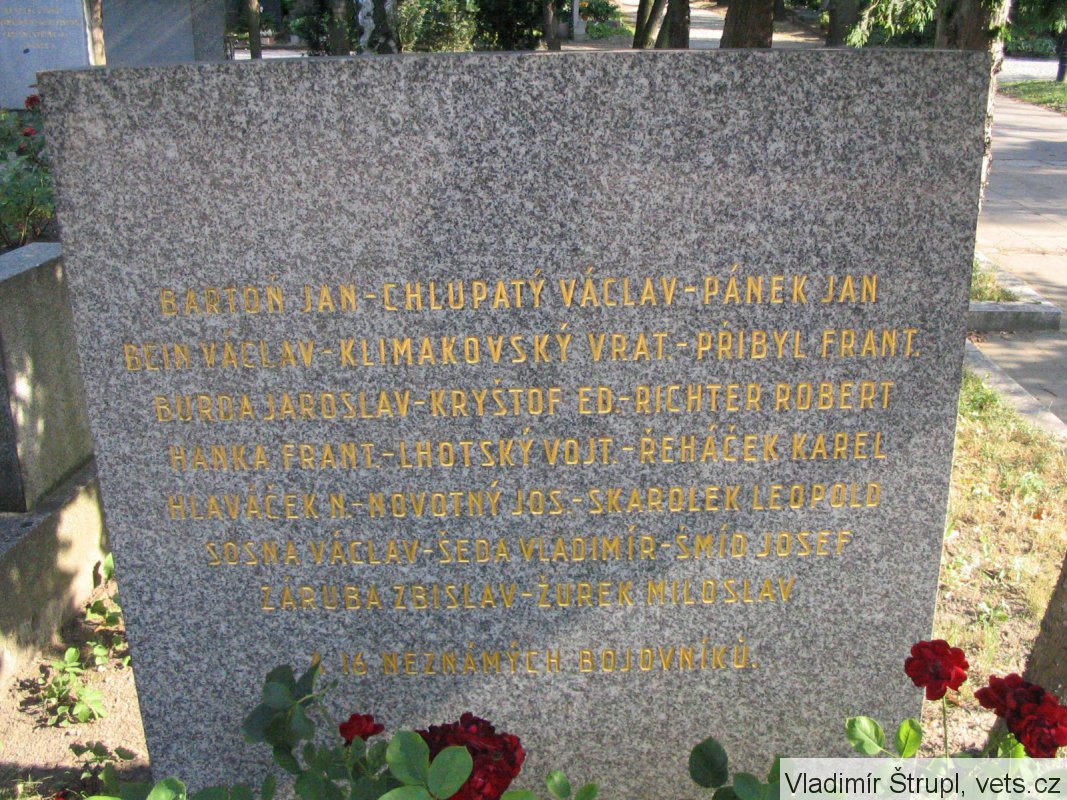 BARTOŇ JAN - CHLUPATÝ VÁCLAV - PÁNEK JAN
BEIN VÁCLAV - KLIMAKOVSKÝ VRAT. - PŘIBYL FRANT.
BURDA JAROSLAV - KRYŠTOF ED. - RICHTER ROBERT
HANKA FRANT. - LHOTSKÝ VOJT. - ŘEHÁČEK KAREL
HLAVÁČEK N. - NOVOTNÝ JOS. - SKAROLEK LEOPOLD
SOSNA VÁCLAV - ŠEDA VLADIMÍR - ŠMÍD JOSEF
ZÁRUBA ZBISLAV - ŽUREK MILOSLAV
16 NEZNÁMÝCH BOJOVNÍKŮ.
Vladimír Štrupl, vets.cz